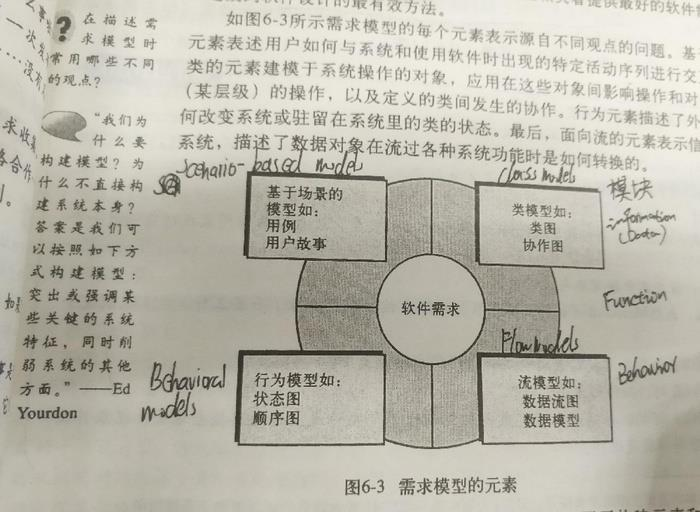 设计的最有效方法。
如图6-3所示需求模型的每个元素表示源自不同观点的问题。基
元素表述用户如何与系统和使用软件时出现的特定活动序列进行交
类的元素建模于系统操作的对象，应用在这些对象间影响操作和对
（某层级）的操作，以及定义的类间发生的协作。行为元素描述了外
何改变系统或驻留在系统里的类的状态。最后，面向流的元素表示信
系统，描述了数据对象在流过各种系统功能时是如何转换的。
?
在描述需
求模型时
常用哪些不同
的观点?
“我们为
什么要
构建模型？为
什么不直接构
建系统本身？
答案是我们可
以按照如下方
式构建模型：
突出或强调某
些关键的系统
特征，同时削
弱系统的其他
方面。”——Ed
Yourdon
Scenario-based models
基于场景的
模型如：
用例
用户故事
Class models
类模型如：
类图
协作图
模块
information
(Data)
软件需求
Function
Behavioral
models
行为模型如：
状态图
顺序图
Flow models
流模型如：
数据流图
数据模型
Behavior
图6-3 需求模型的元素